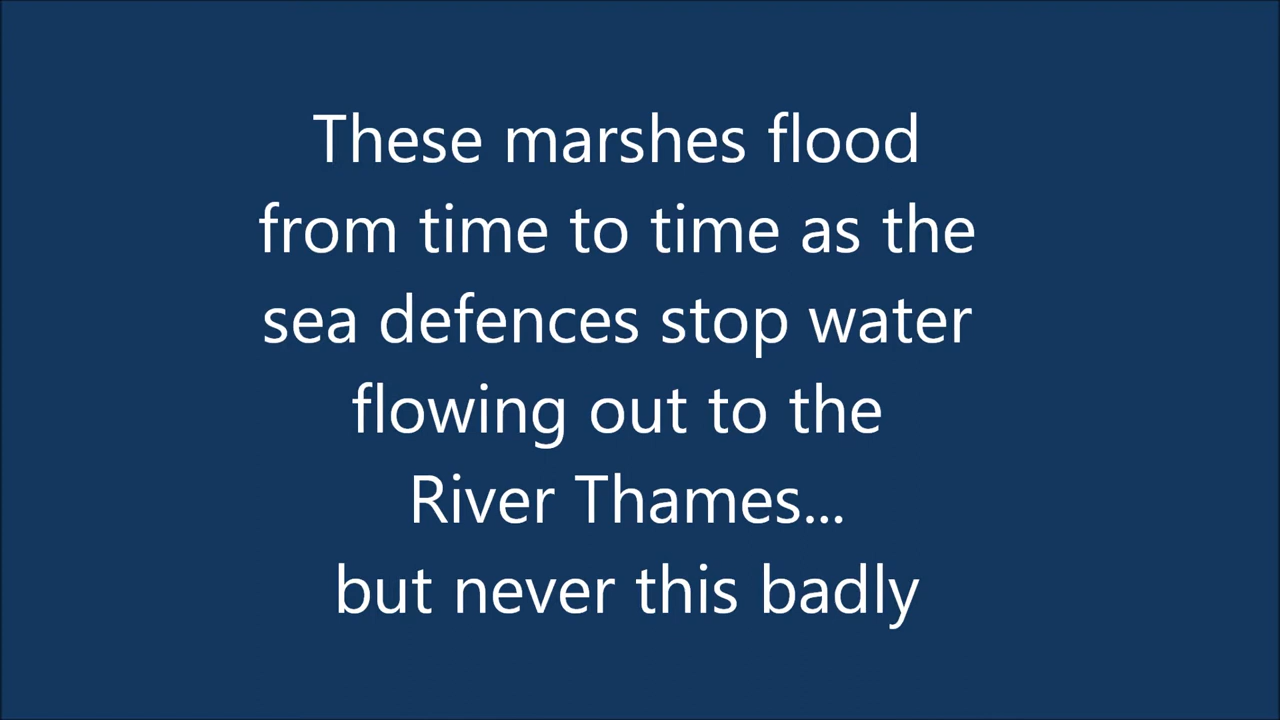 These marshes flood
from time to time as the
sea defences stop water
flowing out to the
River Thames...
but never this badly